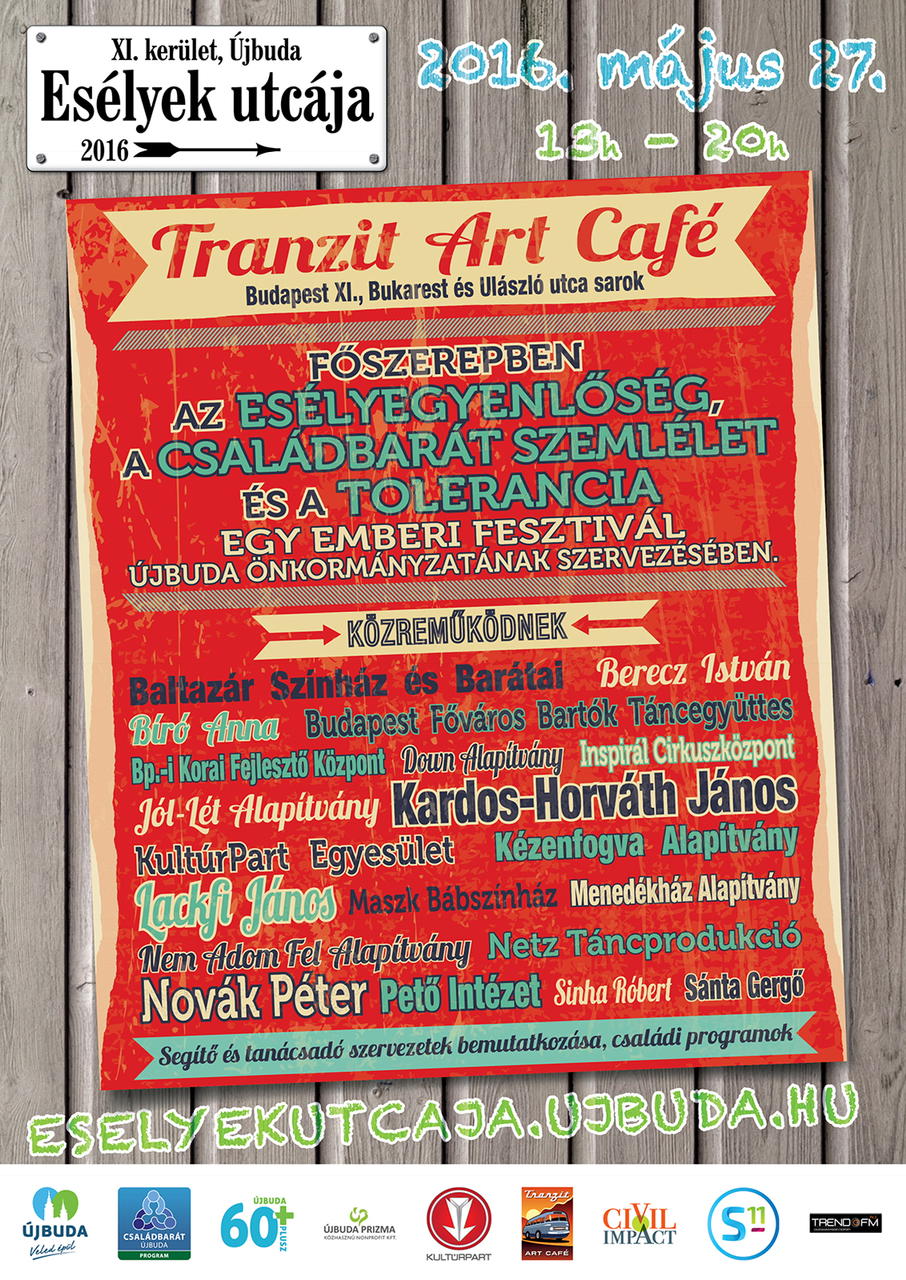 XI. kerület, Újbuda
Esélyek utcája
2016
2016. május 27.
13h - 20h
Tranzit Art Café
Budapest XI., Bukarest és Ulászló utca sarok
FŐSZEREPBEN
AZ ESÉLYEGYENLŐSÉG,
A CSALÁDBARÁT SZEMLÉLET
ÉS A TOLERANCIA
EGY EMBERI FESZTIVÁL
ÚJBUDA ÖNKORMÁNYZATÁNAK SZERVEZÉSÉBEN.
KÖZREMŰKÖDNEK
Baltazár Színház és Barátai Berecz István
Bíró Anna Budapest Főváros Bartók Táncegyüttes
Bp.-i Korai Fejlesztő Központ Down Alapítvány Inspirál Cirkuszközpont
Jól-Lét Alapítvány Kardos-Horváth János
KultúrPart Egyesület Kézenfogva Alapítvány
Lackfi János Maszk Bábszínház Menedékház Alapítvány
Nem Adom Fel Alapítvány Netz Táncprodukció
Novák Péter Pető Intézet Sinha Róbert Sánta Gergő
Segítő és tanácsadó szervezetek bemutatkozása, családi programok
ESELYEKUTCAJA.UJBUDA.HU
ÚJBUDA
Veled épül
CSALÁDBARÁT
ÚJBUDA
PROGRAM
ÚJBUDA
60+
PLUSZ
ÚJBUDA PRIZMA
KÖZHASZNÚ NONPROFIT KFT.
KULTÚRPART
Tranzit
ART CAFÉ
CIVIL
IMPACT
S11
TREND FM